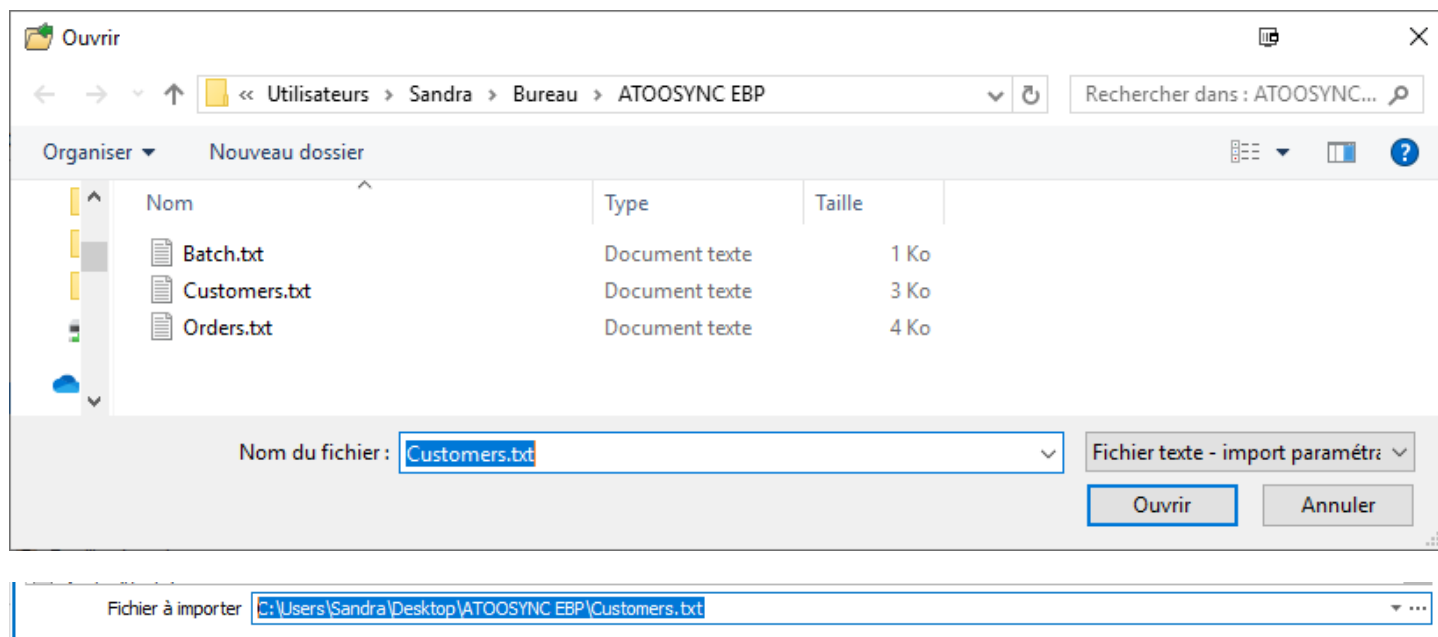 Ouvrir
« Utilisateurs > Sandra > Bureau > ATOOSYNC EBP
Rechercher dans : ATOOSYNC...
Organiser Nouveau dossier
Nom Type Taille
Batch.txt Document texte 1 Ko
Customers.txt Document texte 3 Ko
Orders.txt Document texte 4 Ko
Nom du fichier : Customers.txt Fichier texte - import paramétra
Ouvrir Annuler
Fichier à importer C:\Users\Sandra\Desktop\ATOOSYNC EBP\Customers.txt